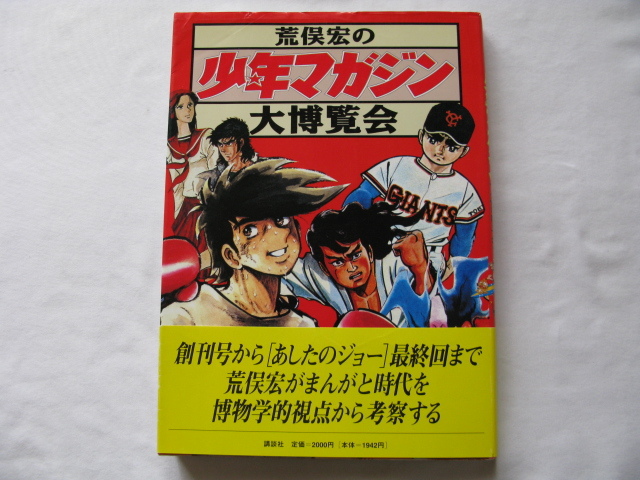 荒俣宏の
少年マガジン
大博覧会
GIANTS
創刊号から[あしたのジョー]最終回まで
荒俣宏がまんがと時代を
博物学的視点から考察する
講談社 定価=2000円 [本体=1942円]